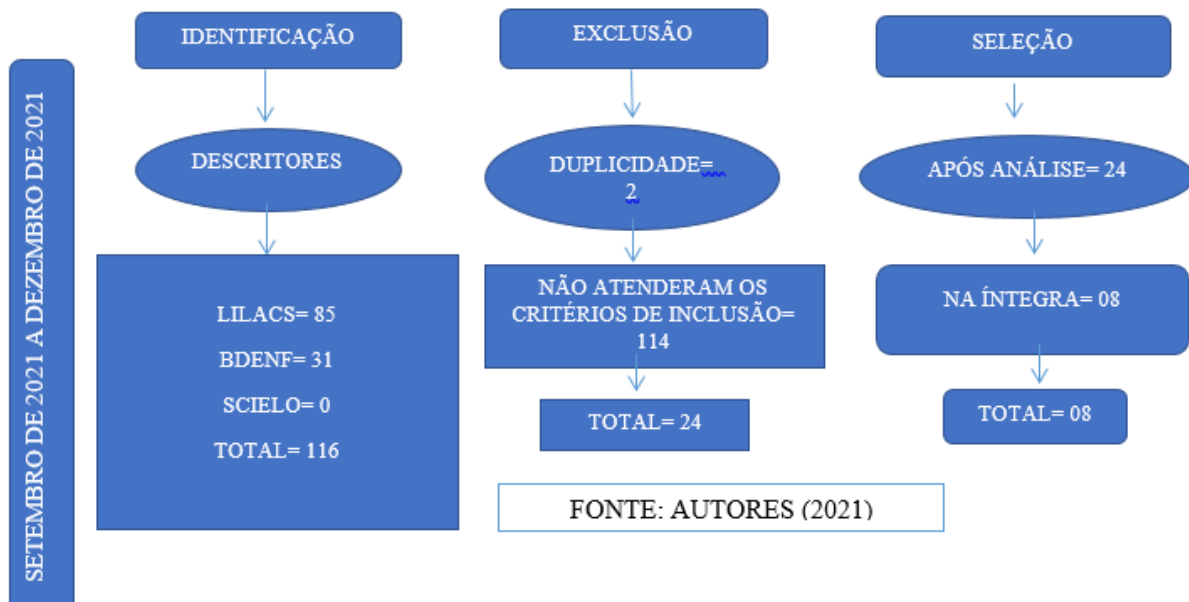 SETEMBRO DE 2021 A DEZEMBRO DE 2021
IDENTIFICAÇÃO
DESCRITORES
LILACS= 85
BDENF= 31
SCIELO= 0
TOTAL= 116
EXCLUSÃO
DUPLICIDADE=
2
NÃO ATENDERAM OS
CRITÉRIOS DE INCLUSÃO=
114
TOTAL= 24
SELEÇÃO
APÓS ANÁLISE= 24
NA ÍNTEGRA= 08
TOTAL= 08
FONTE: AUTORES (2021)